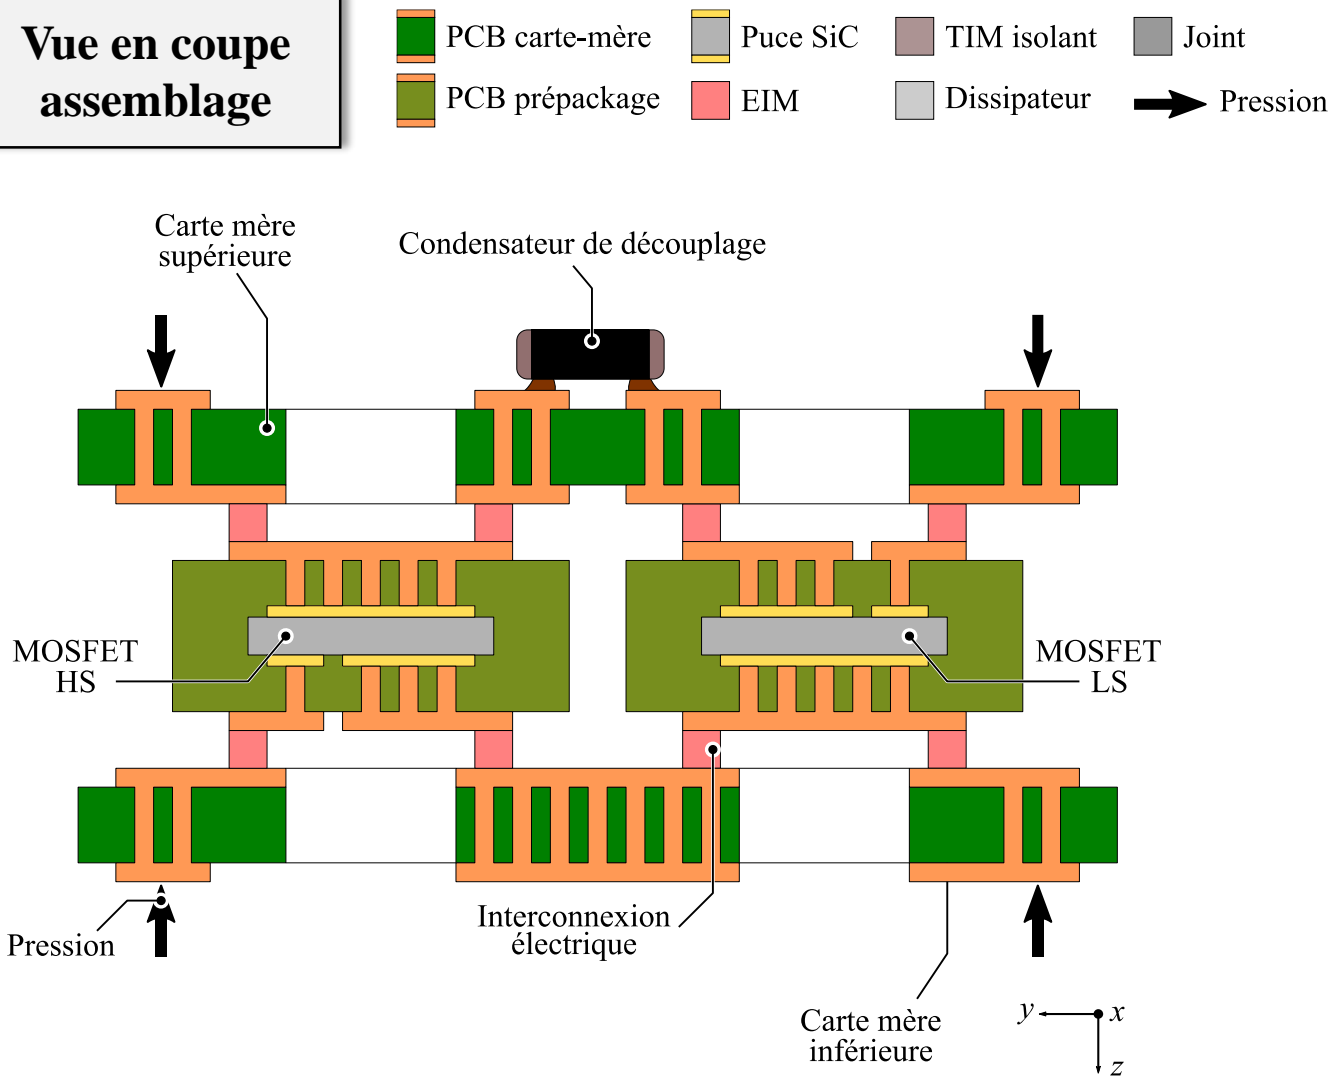 Vue en coupe
assemblage
PCB carte-mère
Puce SiC
TIM isolant
Joint
PCB prépackage
EIM
Dissipateur
Pression
Carte mère
supérieure
Condensateur de découplage
MOSFET
HS
MOSFET
LS
Interconnexion
électrique
Pression
Carte mère
inférieure
y
x
z